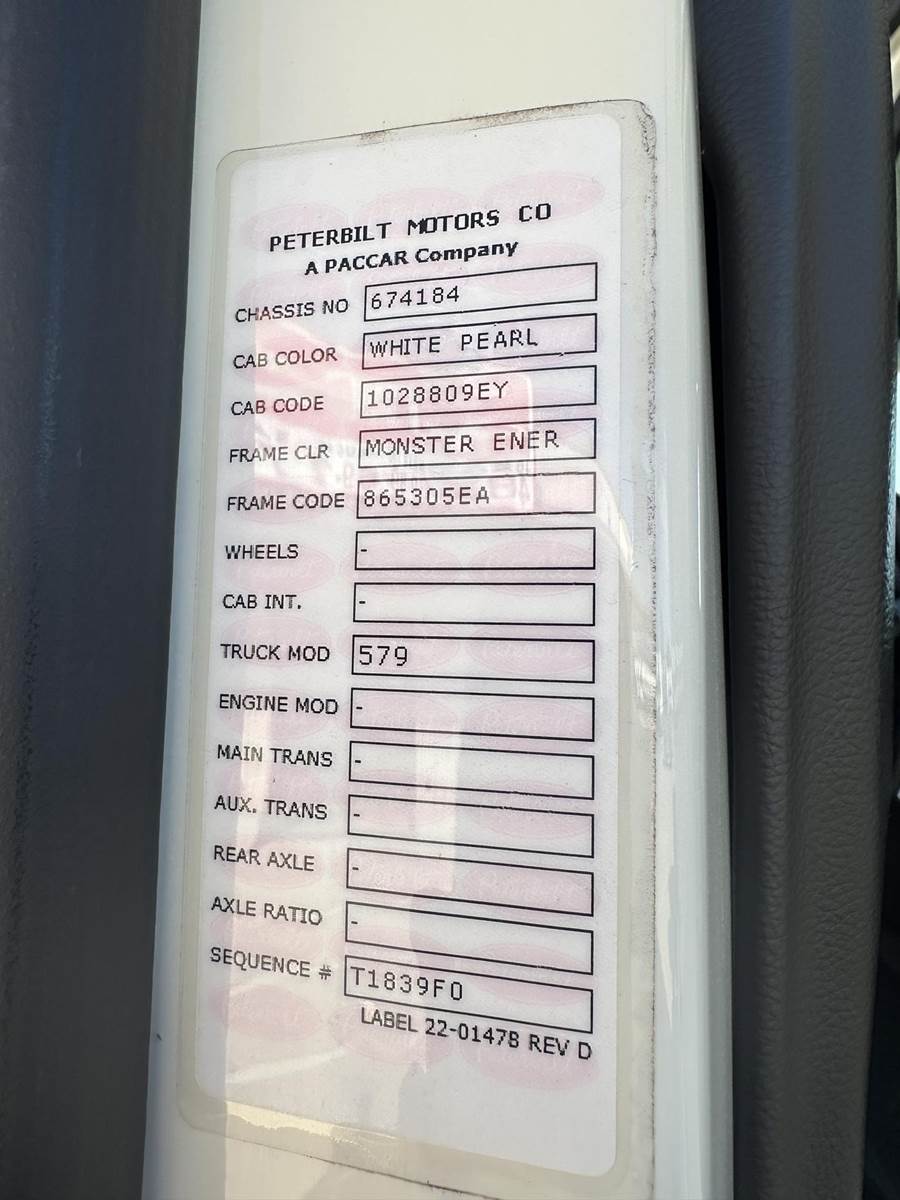 PETERBILT MOTORS CO
A PACCAR Company
CHASSIS NO 674184
CAB COLOR WHITE PEARL
CAB CODE 1028809EY
FRAME CLR MONSTER ENER
FRAME CODE 865305EA
WHEELS -
CAB INT. -
TRUCK MOD 579
ENGINE MOD -
MAIN TRANS -
AUX. TRANS -
REAR AXLE -
AXLE RATIO -
SEQUENCE # T1839F0
LABEL 22-01478 REV D